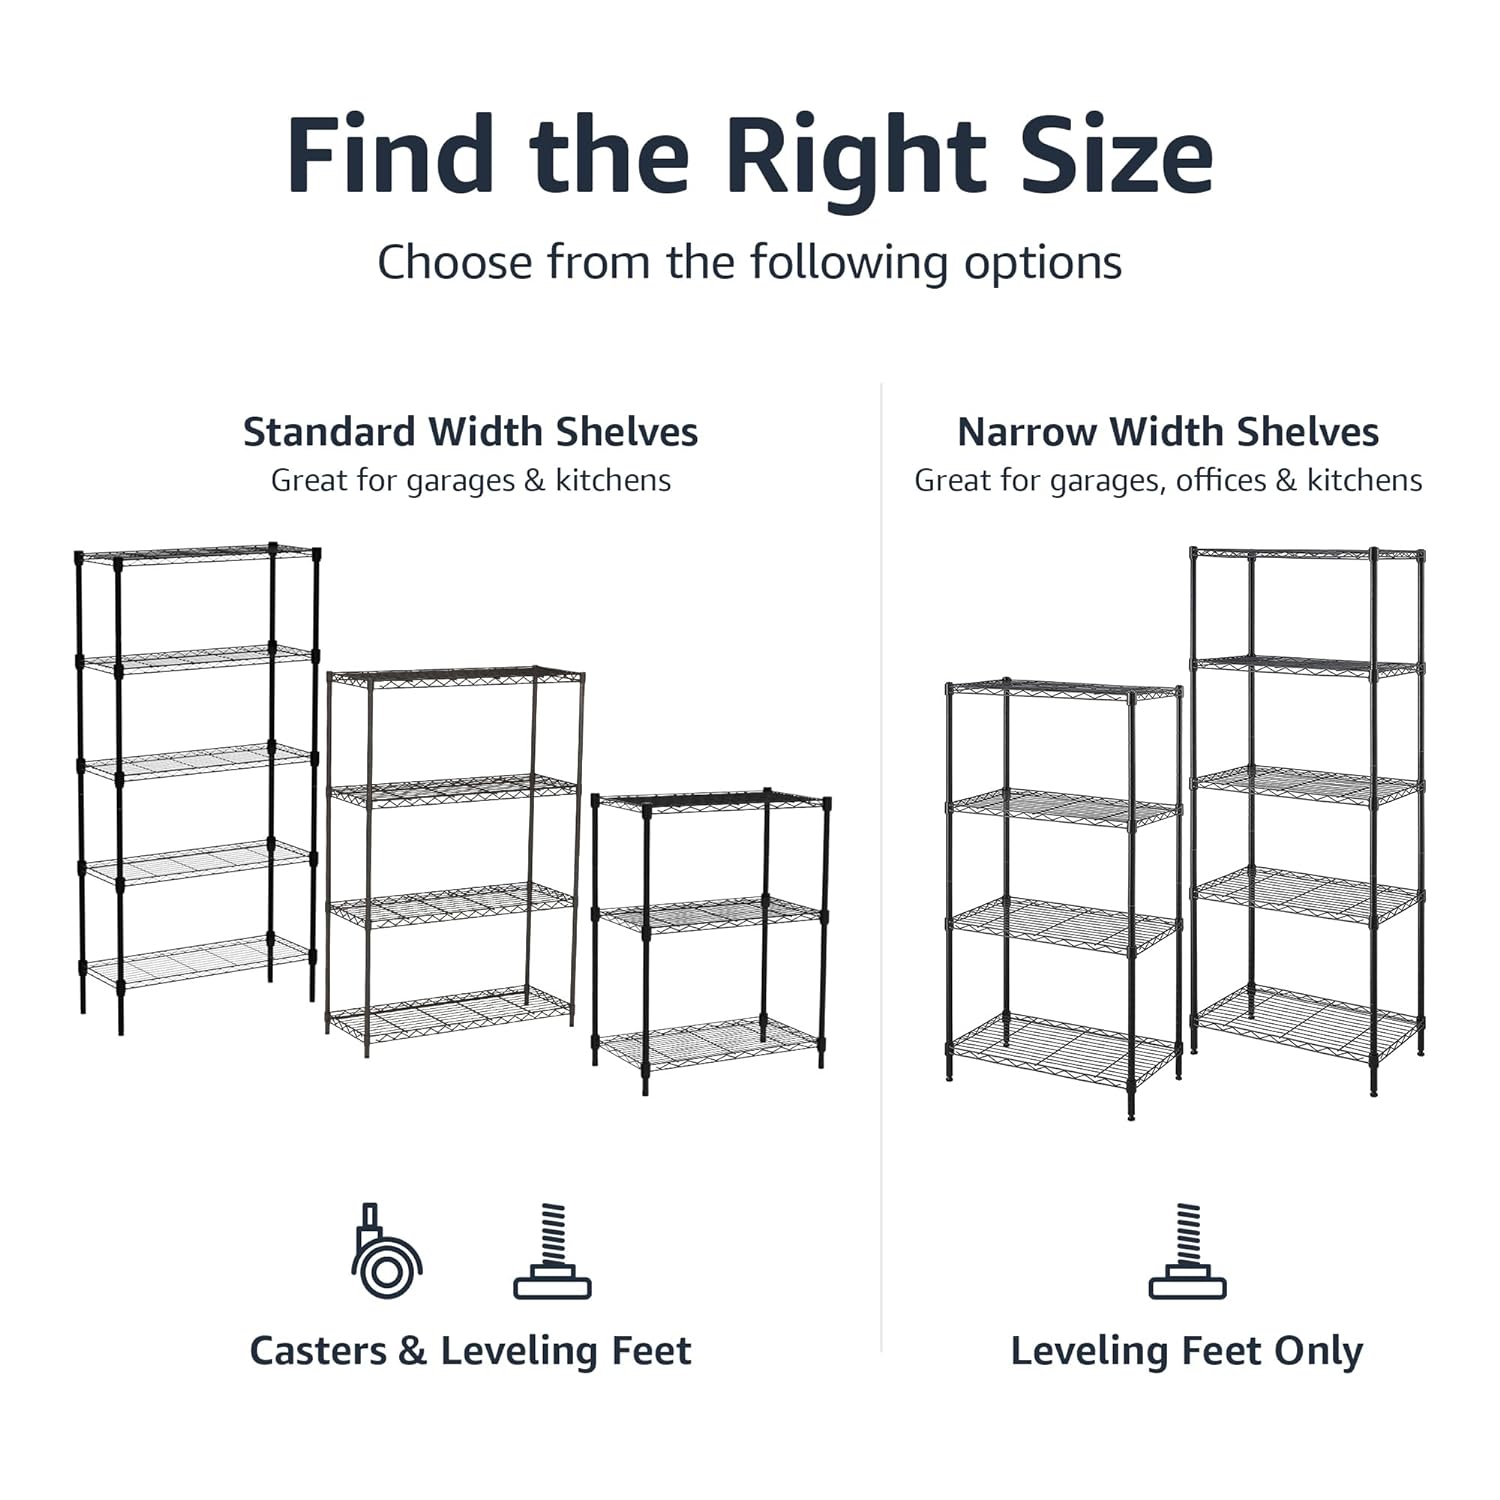 Find the Right Size
Choose from the following options
Standard Width Shelves
Great for garages & kitchens
Narrow Width Shelves
Great for garages, offices & kitchens
Casters & Leveling Feet
Leveling Feet Only